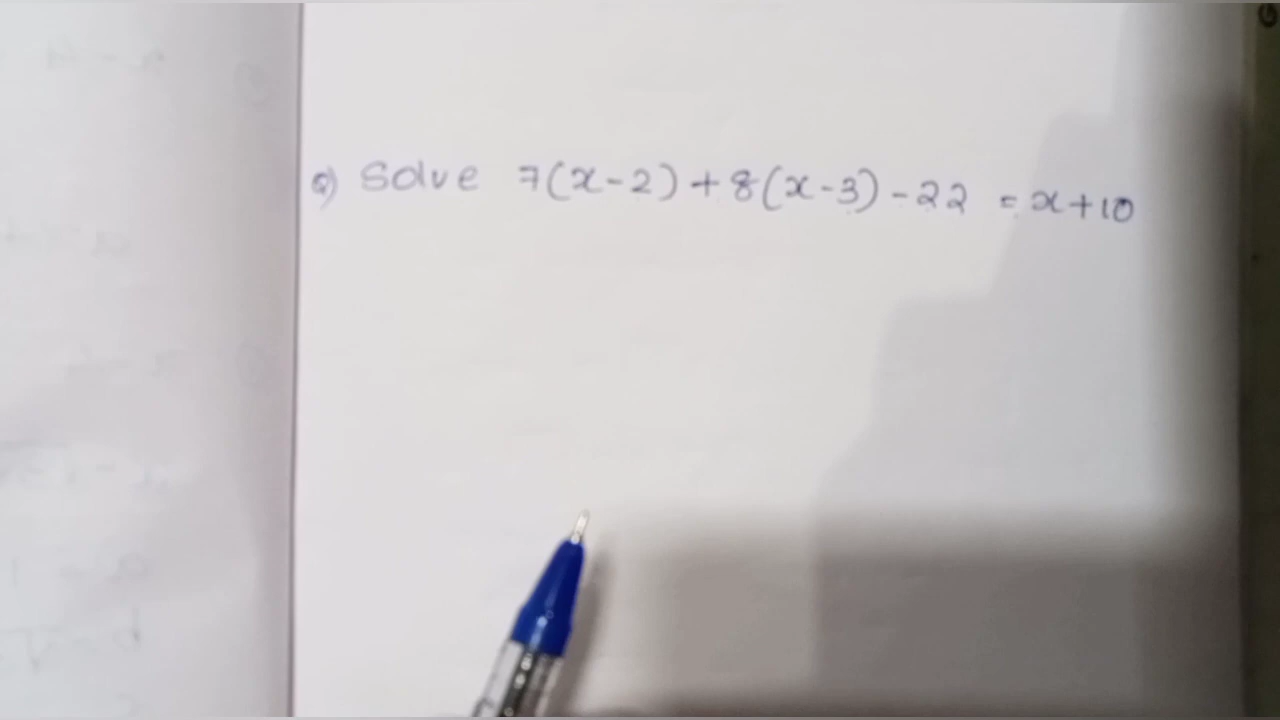 Q) Solve 7(x-2)+8(x-3)-22 = x+10